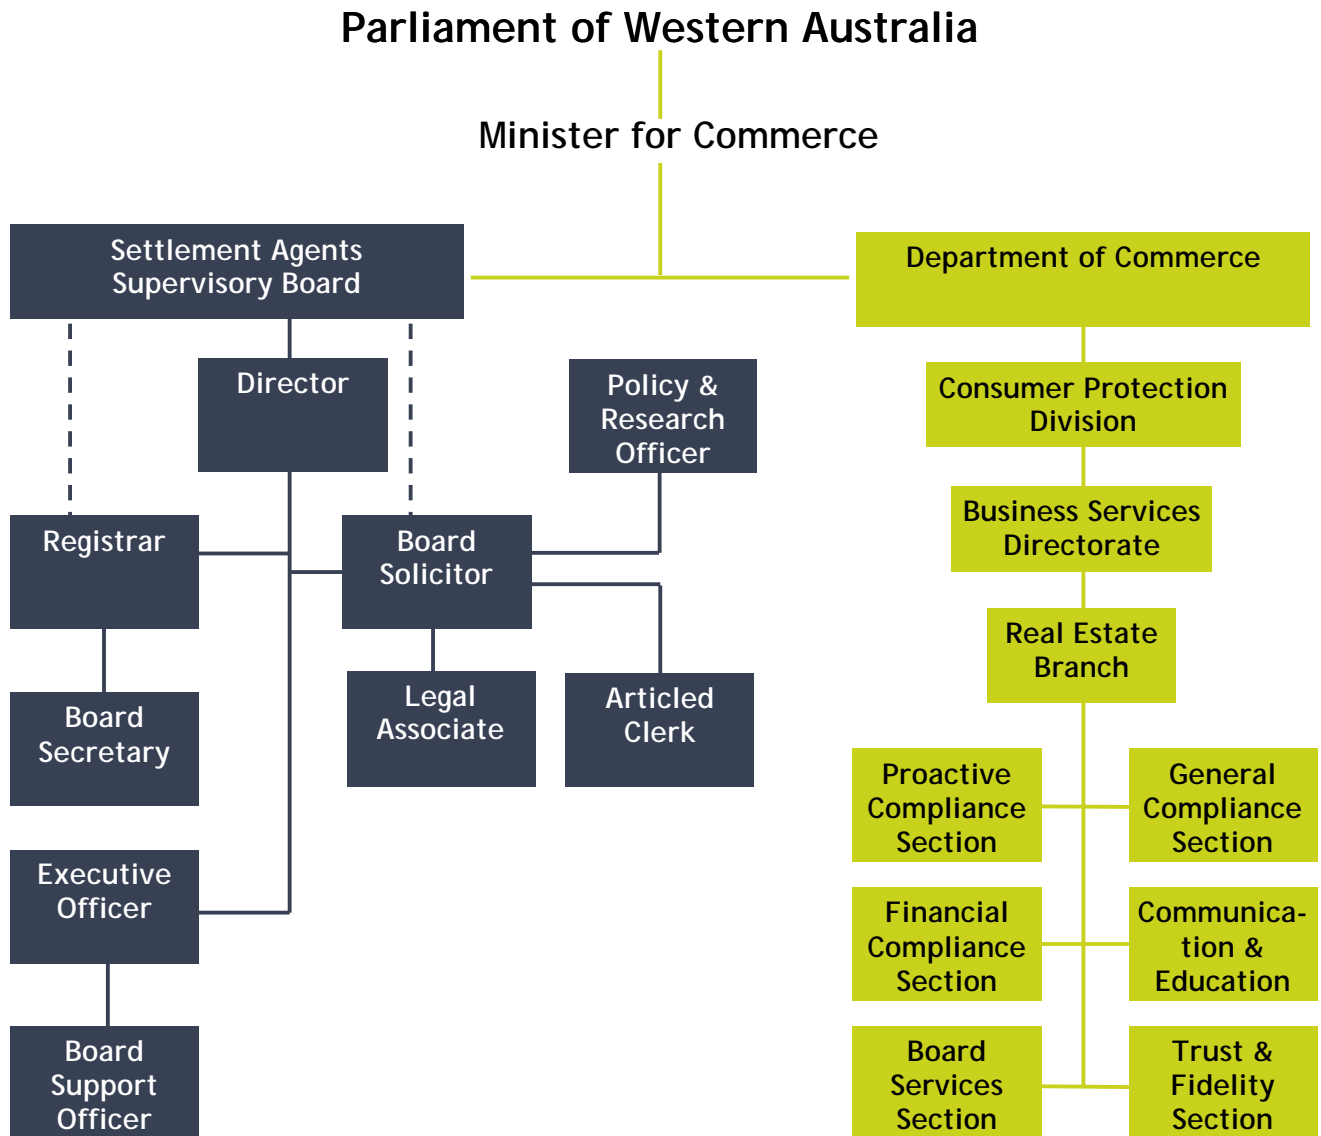 Parliament of Western Australia
Minister for Commerce
Settlement Agents
Supervisory Board
Department of Commerce
Director
Policy &
Research
Officer
Consumer Protection
Division
Registrar
Board
Solicitor
Business Services
Directorate
Real Estate
Branch
Board
Secretary
Legal
Associate
Articled
Clerk
Proactive
Compliance
Section
General
Compliance
Section
Executive
Officer
Financial
Compliance
Section
Communica-
tion &
Education
Board
Support
Officer
Board
Services
Section
Trust &
Fidelity
Section